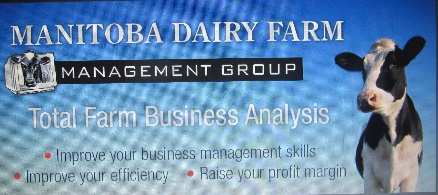 MANITOBA DAIRY FARM
MANAGEMENT GROUP
Total Farm Business Analysis
• Improve your business management skills
• Improve your efficiency • Raise your profit margin